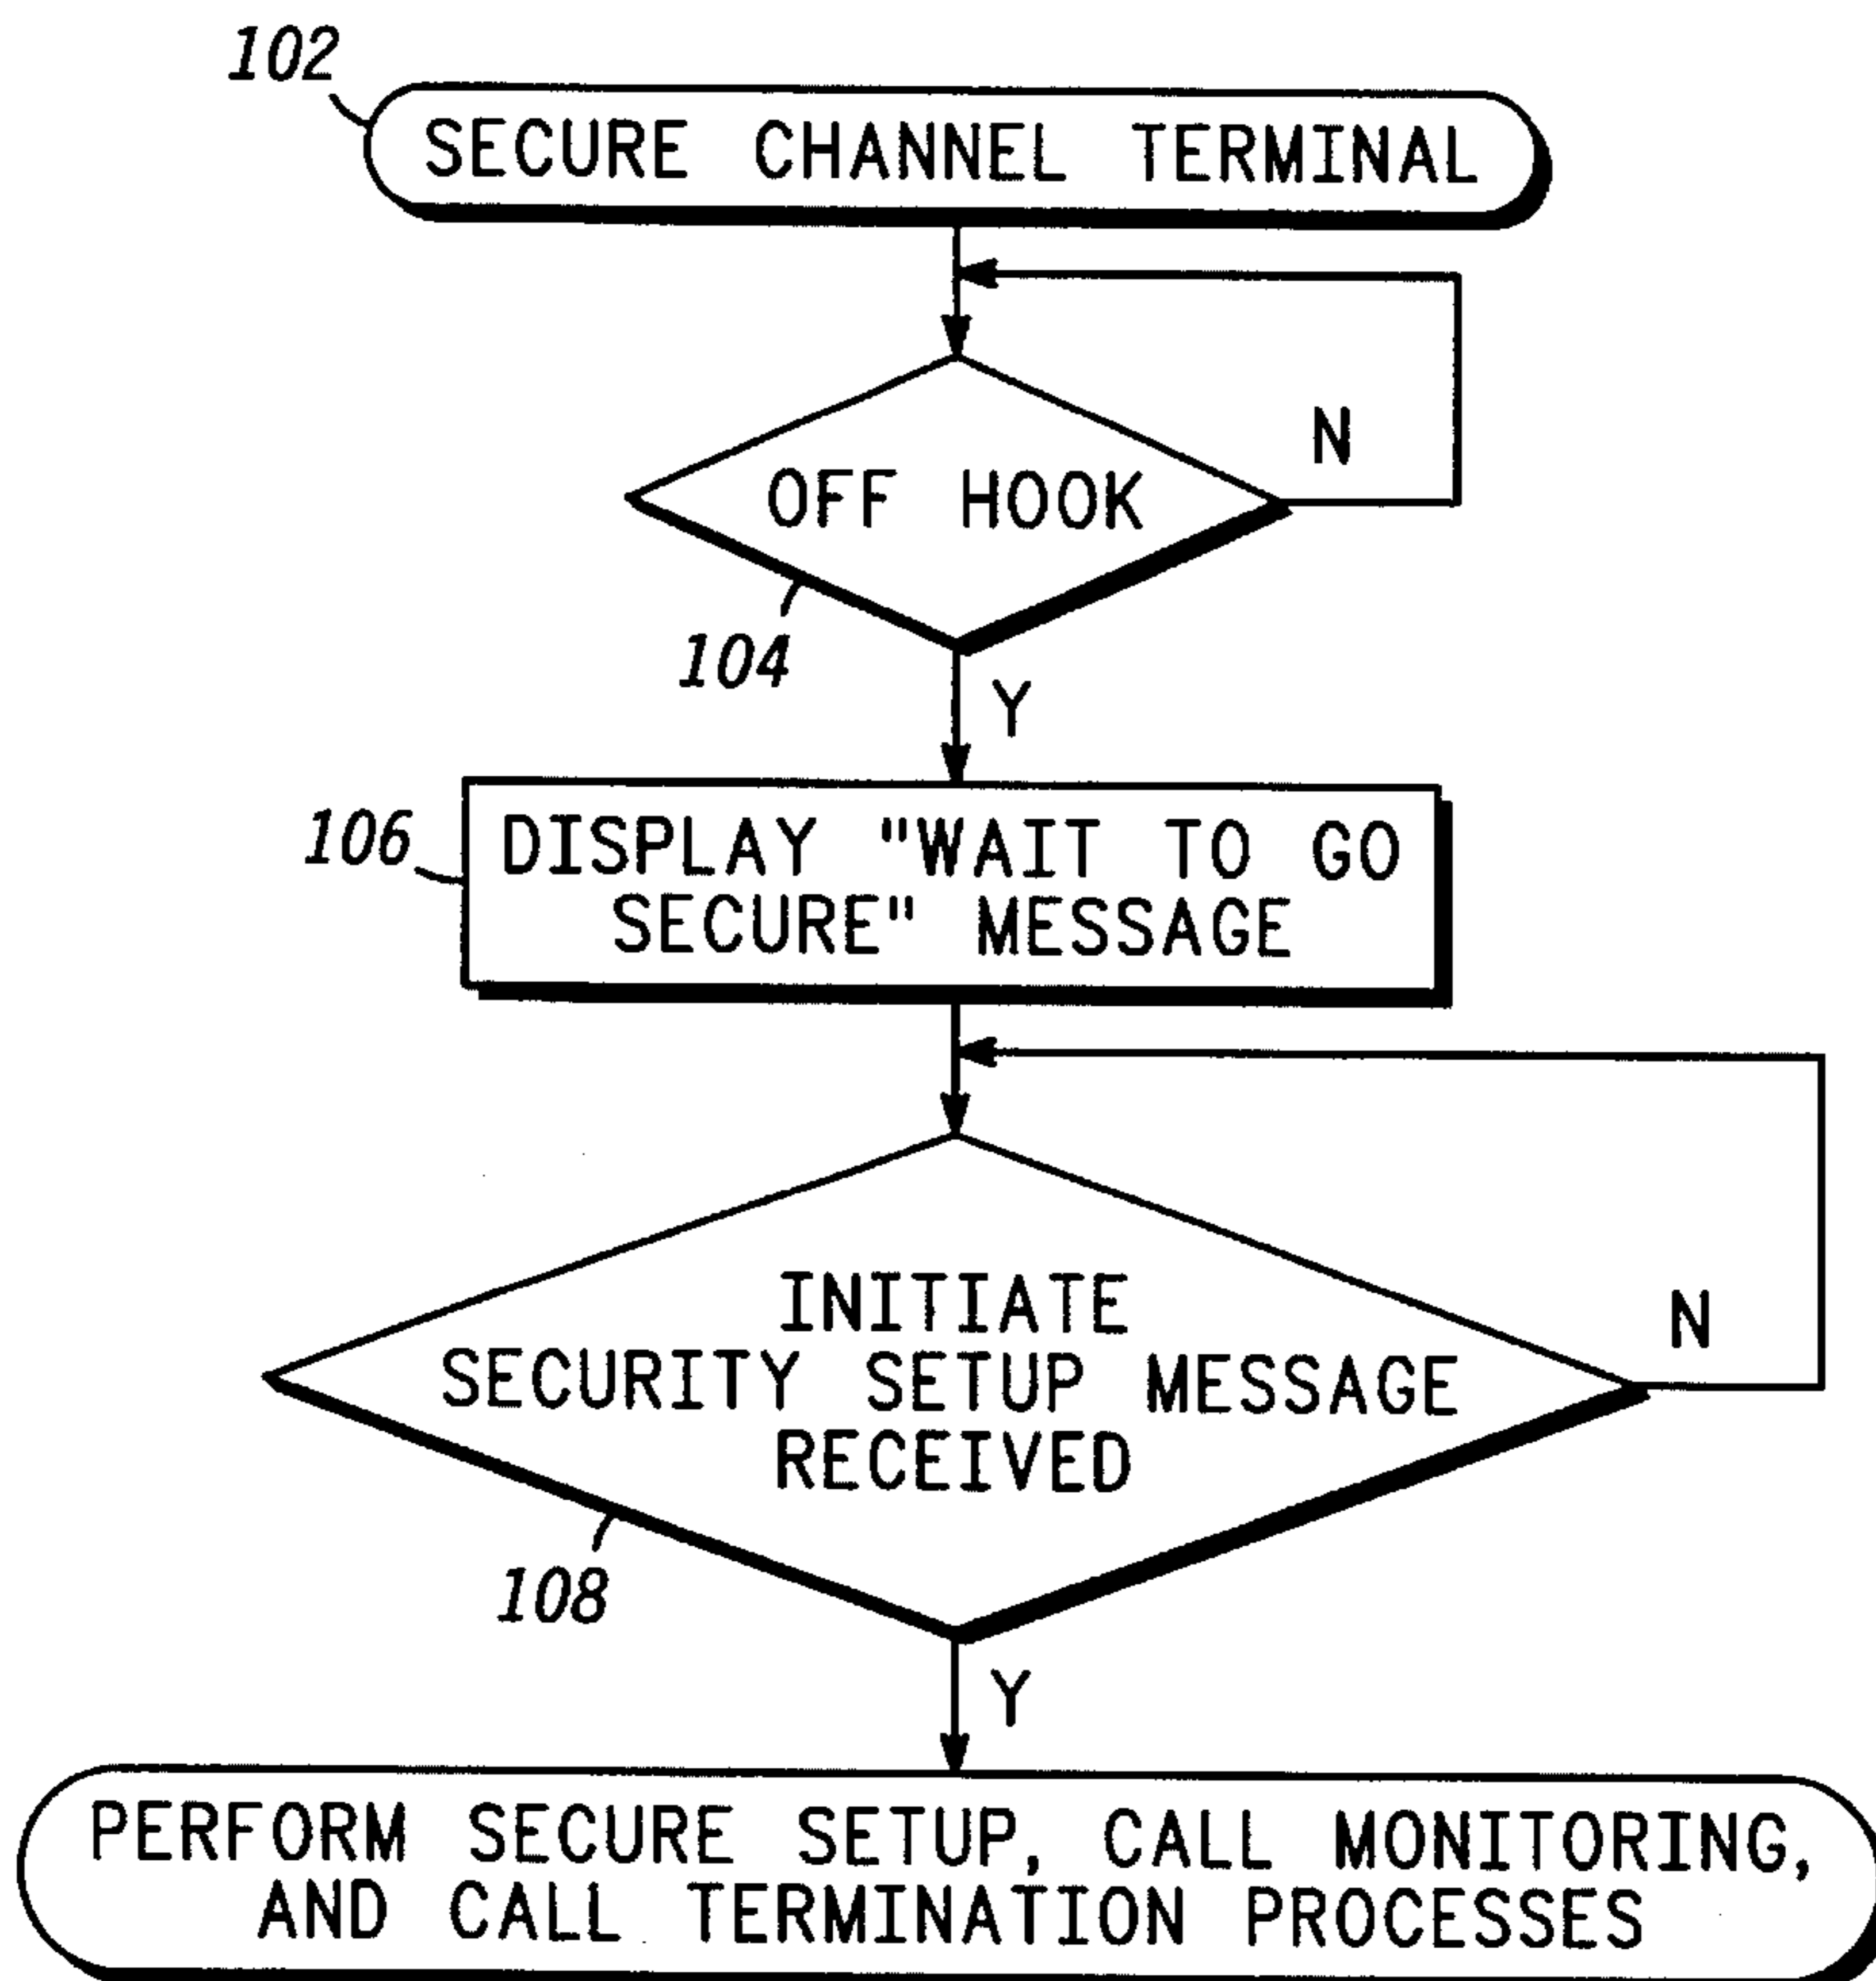 102
SECURE CHANNEL TERMINAL
N
OFF HOOK
104
Y
106
DISPLAY "WAIT TO GO
SECURE" MESSAGE
N
INITIATE
SECURITY SETUP MESSAGE
RECEIVED
108
Y
PERFORM SECURE SETUP, CALL MONITORING,
AND CALL TERMINATION PROCESSES